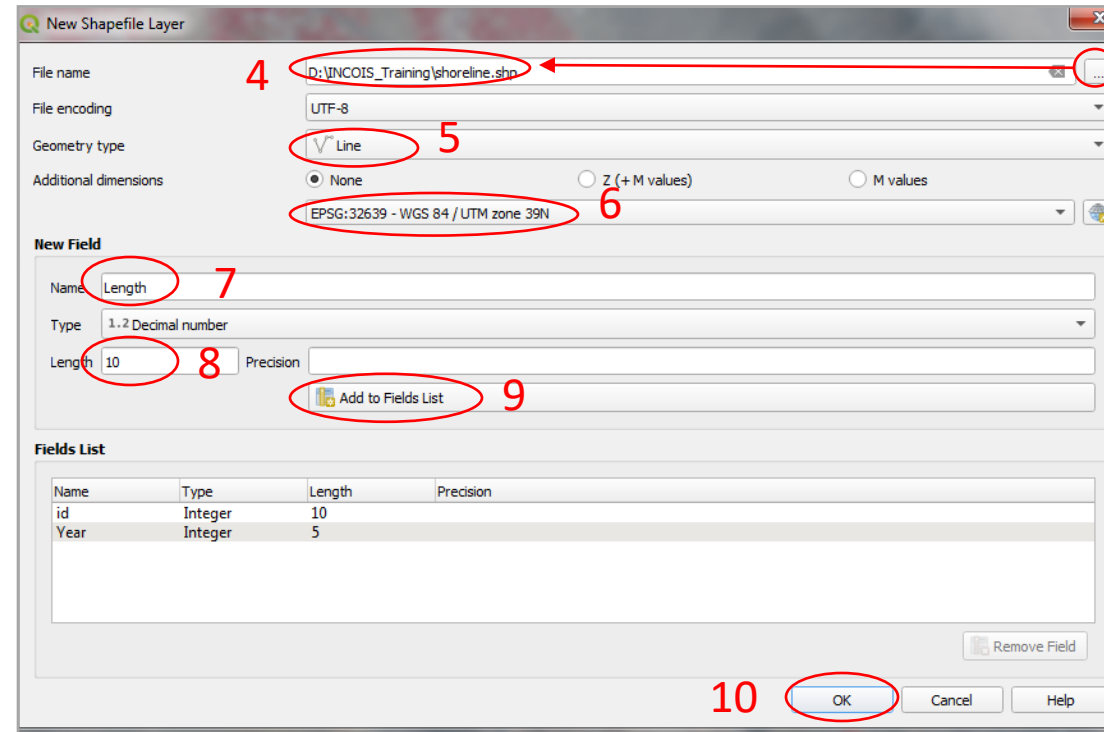 New Shapefile Layer
File name 4 D:\INCOIS_Training\shoreline.shp ...
File encoding UTF-8
Geometry type Line 5
Additional dimensions None Z (+M values) M values
EPSG:32639 - WGS 84 / UTM zone 39N 6
New Field
Name Length 7
Type 1.2 Decimal number
Length 10 8 Precision
Add to Fields List 9
Fields List
Name Type Length Precision
id Integer 10
Year Integer 5
Remove Field
10 OK Cancel Help